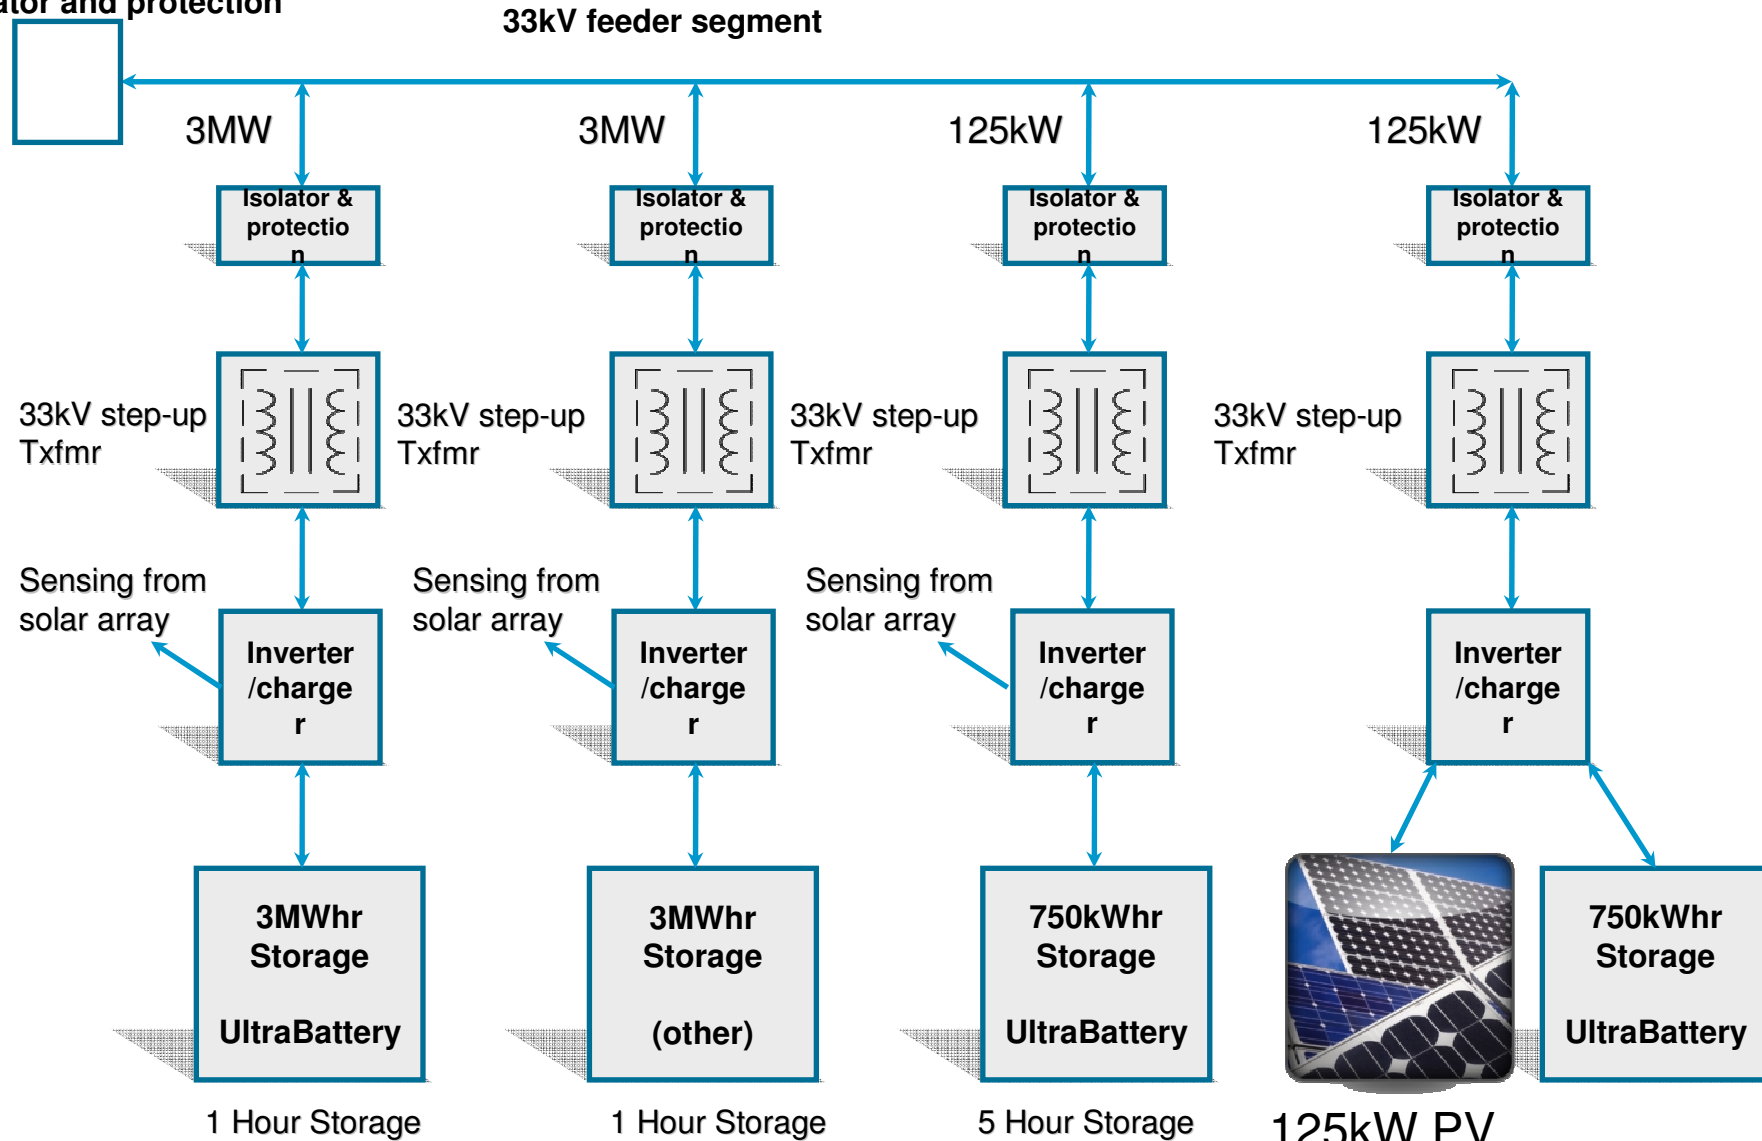 and protection
33kV feeder segment
3MW
3MW
125kW
125kW
Isolator &
protectio
n
Isolator &
protectio
n
Isolator &
protectio
n
Isolator &
protectio
n
33kV step-up
Txfmr
33kV step-up
Txfmr
33kV step-up
Txfmr
33kV step-up
Txfmr
Sensing from
solar array
Sensing from
solar array
Sensing from
solar array
Inverter
/charge
r
Inverter
/charge
r
Inverter
/charge
r
Inverter
/charge
r
3MWhr
Storage
UltraBattery
3MWhr
Storage
(other)
750kWhr
Storage
UltraBattery
750kWhr
Storage
UltraBattery
1 Hour Storage
1 Hour Storage
5 Hour Storage
125kW PV